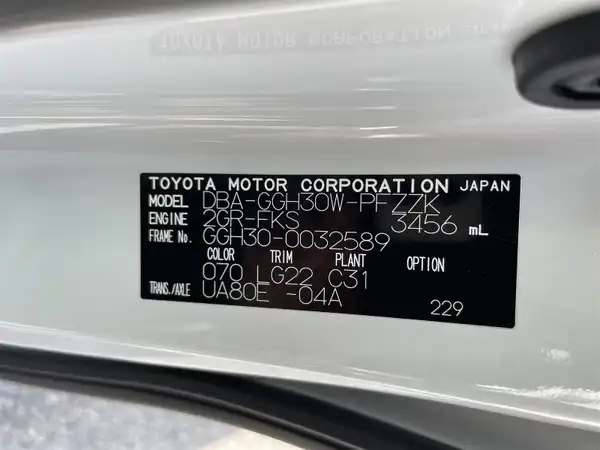 TOYOTA MOTOR CORPORATION JAPAN
MODEL DBA-GGH30W-PFZZK
ENGINE 2GR-FKS 3456 mL
FRAME No. GGH30-0032589
COLOR TRIM PLANT OPTION
070 LG22 C31
TRANS./AXLE UA80E -04A
229